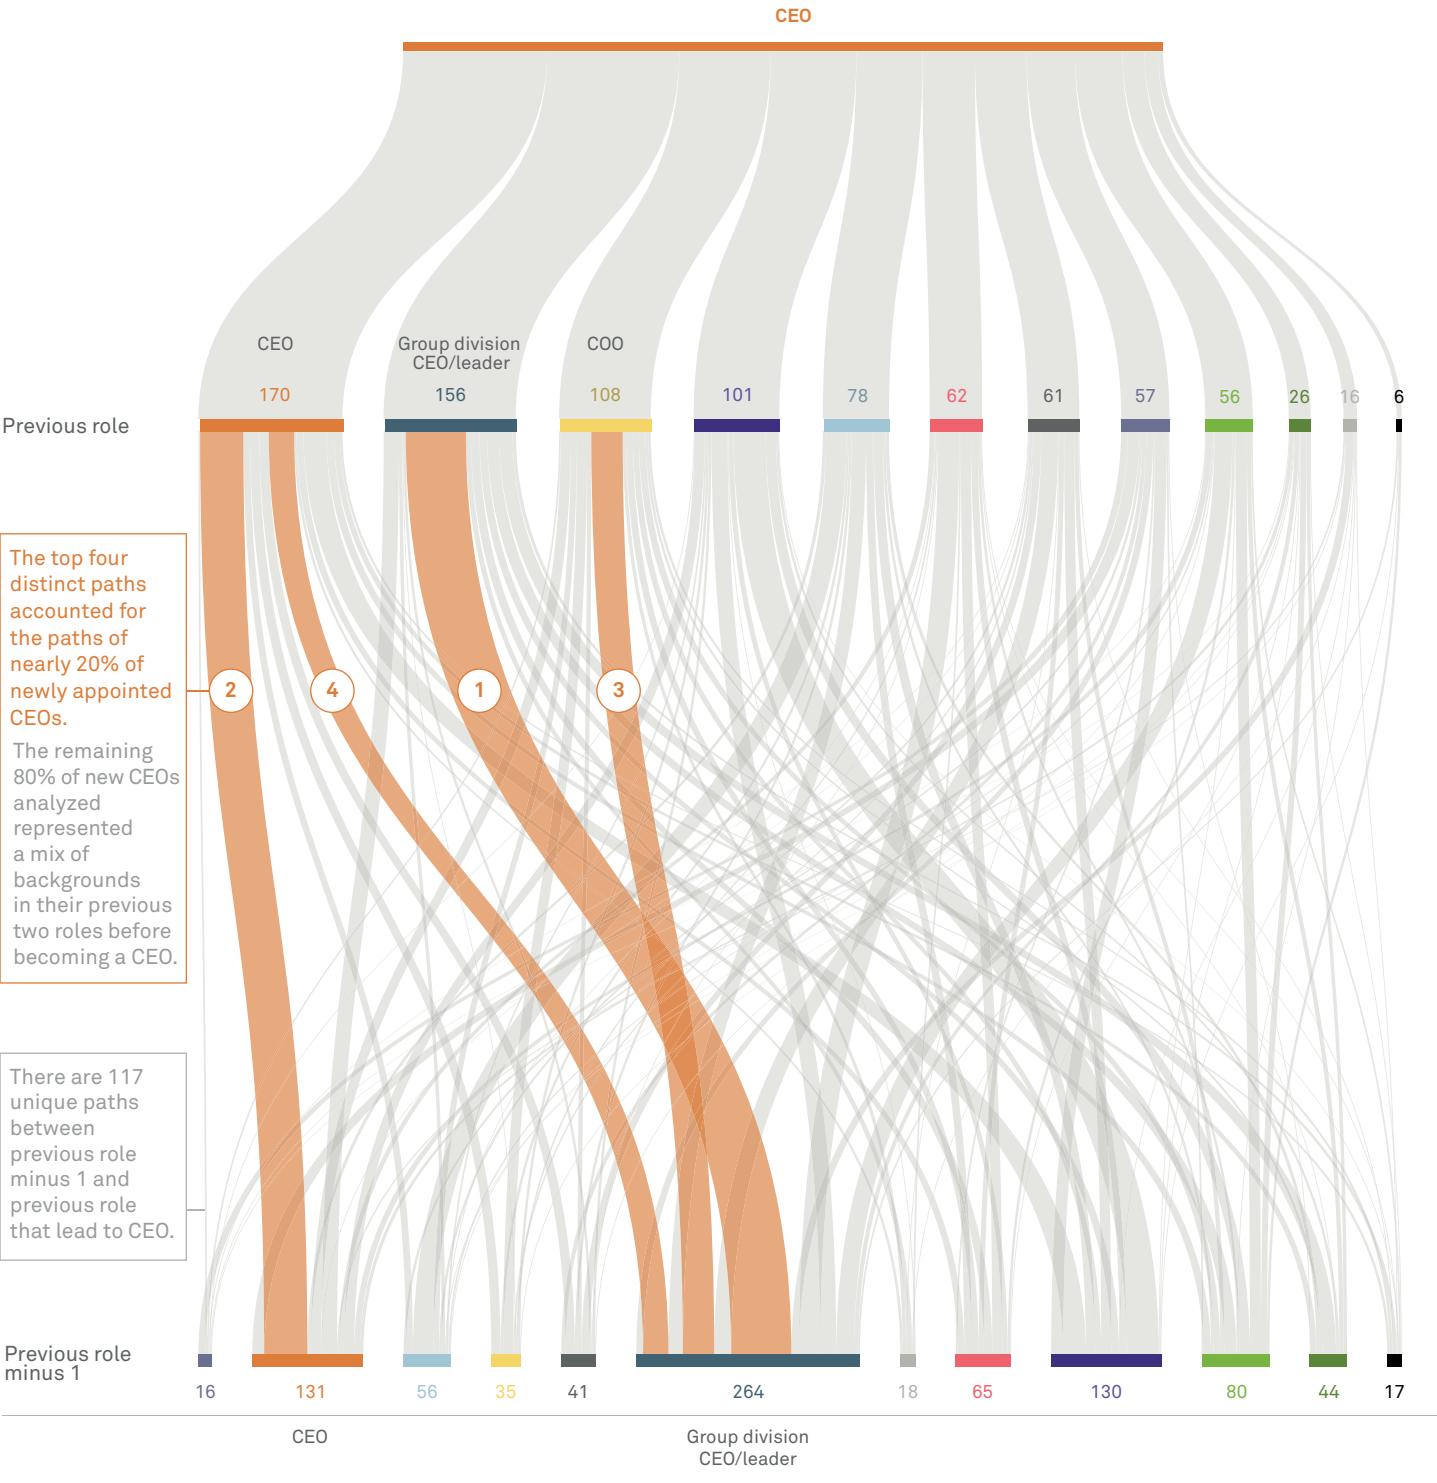 CEO
CEO
Group division
CEO/leader
COO
170
156
108
101
78
62
61
57
56
26
16
6
Previous role
The top four
distinct paths
accounted for
the paths of
nearly 20% of
newly appointed
CEOs.
The remaining
80% of new CEOs
analyzed
represented
a mix of
backgrounds
in their previous
two roles before
becoming a CEO.
2
4
1
3
There are 117
unique paths
between
previous role
minus 1 and
previous role
that lead to CEO.
Previous role
minus 1
16
131
56
35
41
264
18
65
130
80
44
17
CEO
Group division
CEO/leader